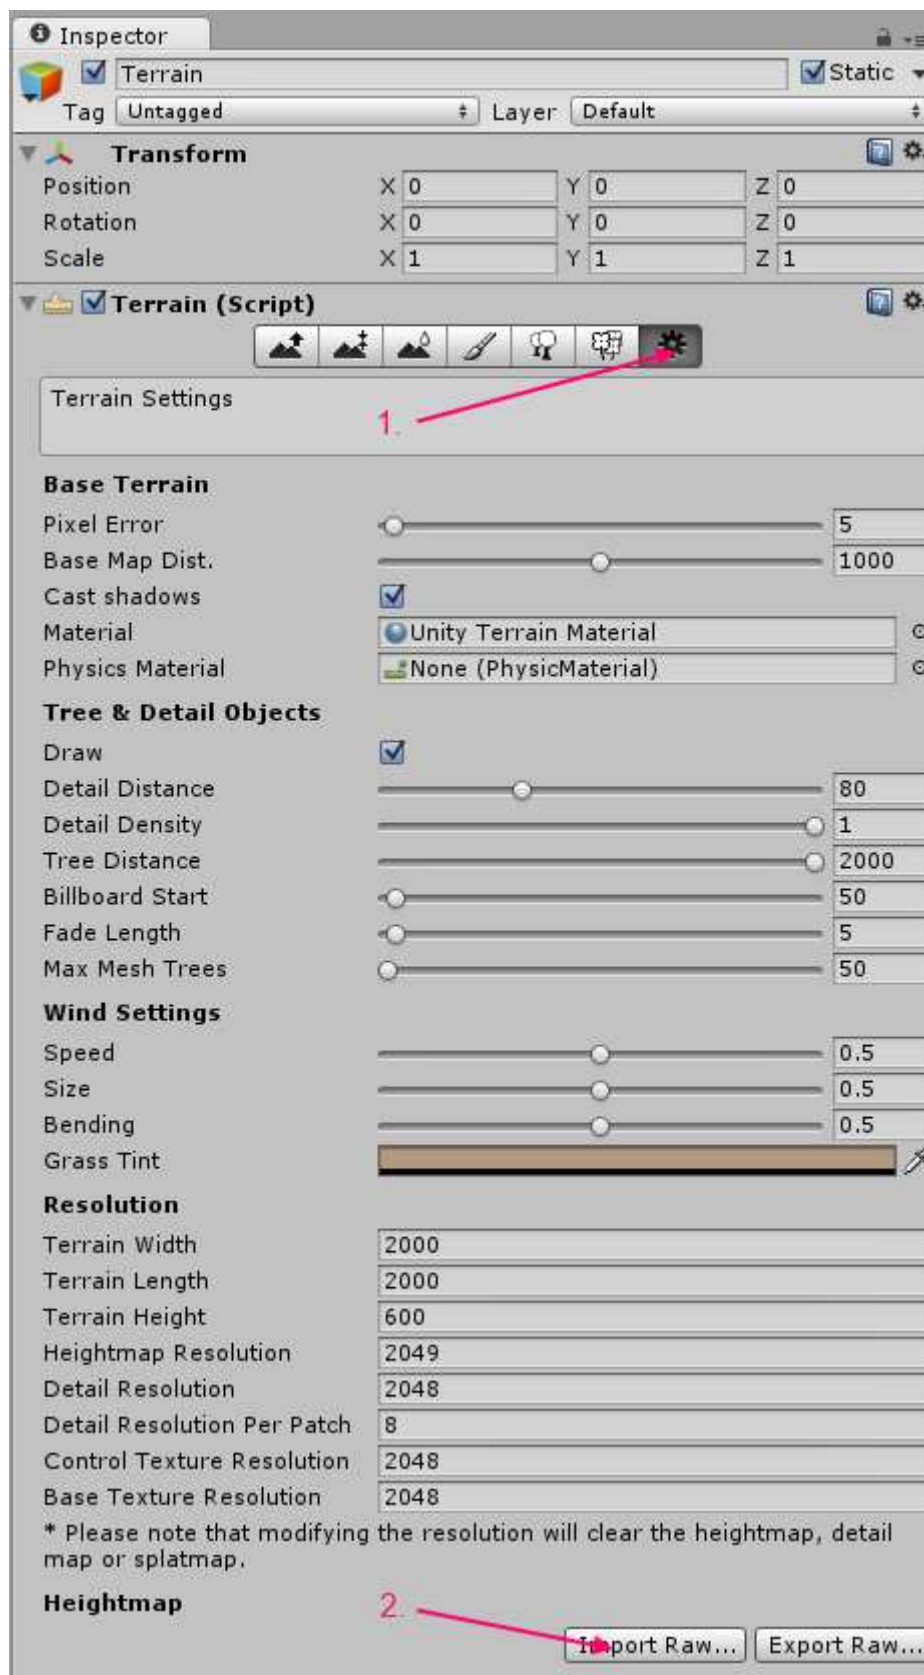 Inspector
Terrain Static
Tag Untagged Layer Default
Transform
Position X 0 Y 0 Z 0
Rotation X 0 Y 0 Z 0
Scale X 1 Y 1 Z 1
Terrain (Script)
1.
Terrain Settings
Base Terrain
Pixel Error 5
Base Map Dist. 1000
Cast shadows
Material Unity Terrain Material
Physics Material None (PhysicMaterial)
Tree & Detail Objects
Draw
Detail Distance 80
Detail Density 1
Tree Distance 2000
Billboard Start 50
Fade Length 5
Max Mesh Trees 50
Wind Settings
Speed 0.5
Size 0.5
Bending 0.5
Grass Tint
Resolution
Terrain Width 2000
Terrain Length 2000
Terrain Height 600
Heightmap Resolution 2049
Detail Resolution 2048
Detail Resolution Per Patch 8
Control Texture Resolution 2048
Base Texture Resolution 2048
* Please note that modifying the resolution will clear the heightmap, detail
map or splatmap.
Heightmap 2.
Import Raw... Export Raw...